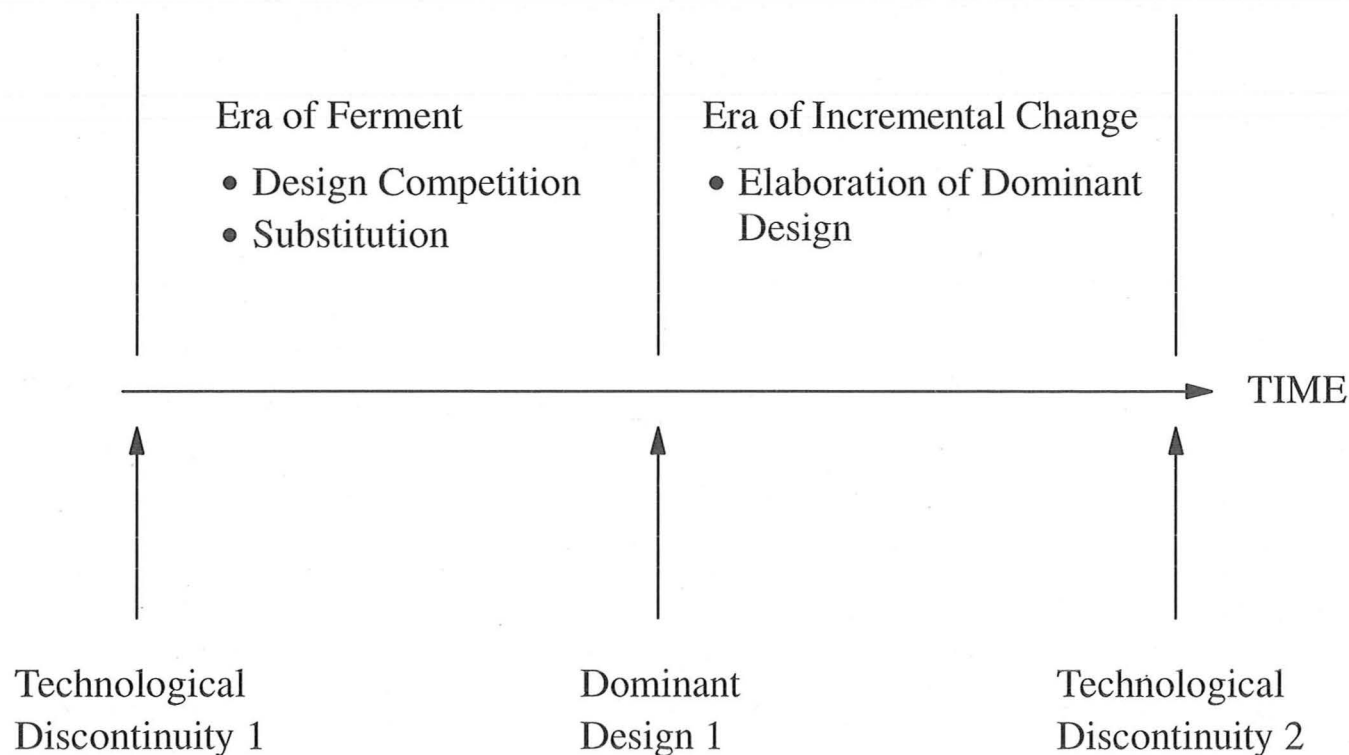 Era of Ferment
• Design Competition
• Substitution
Era of Incremental Change
• Elaboration of Dominant
Design
TIME
Technological
Discontinuity 1
Dominant
Design 1
Technological
Discontinuity 2